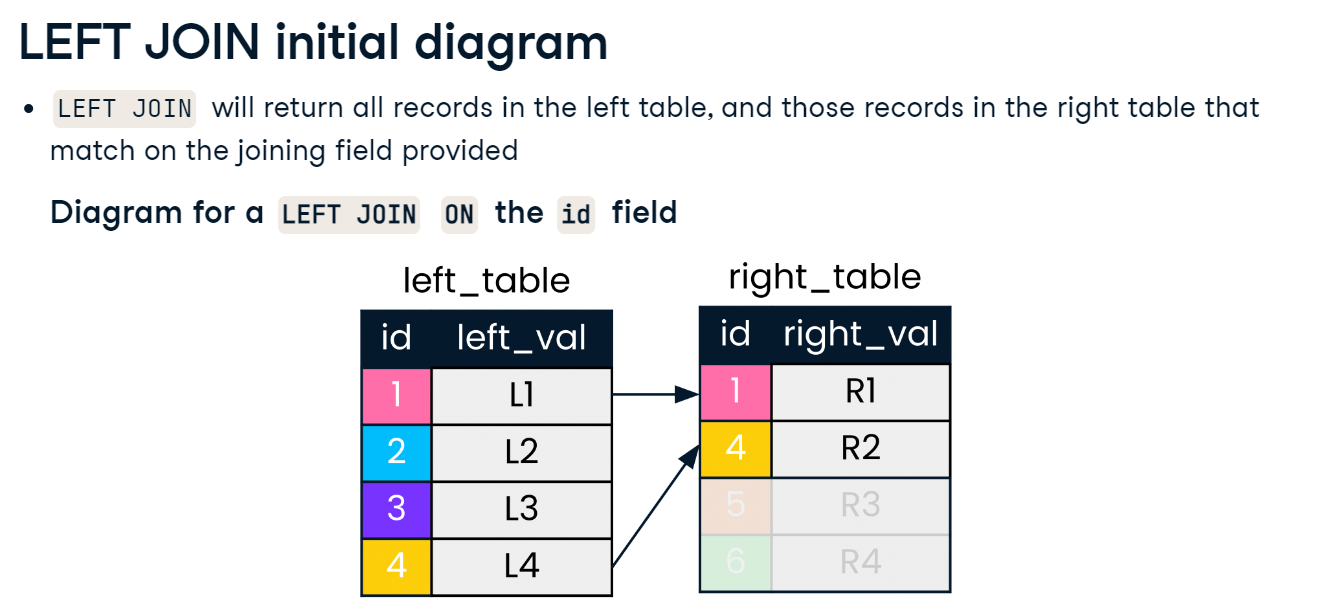 LEFT JOIN initial diagram
• LEFT JOIN will return all records in the left table, and those records in the right table that
match on the joining field provided
Diagram for a LEFT JOIN ON the id field
left_table right_table
id left_val id right_val
1 L1 1 R1
2 L2 4 R2
3 L3 5 R3
4 L4 6 R4